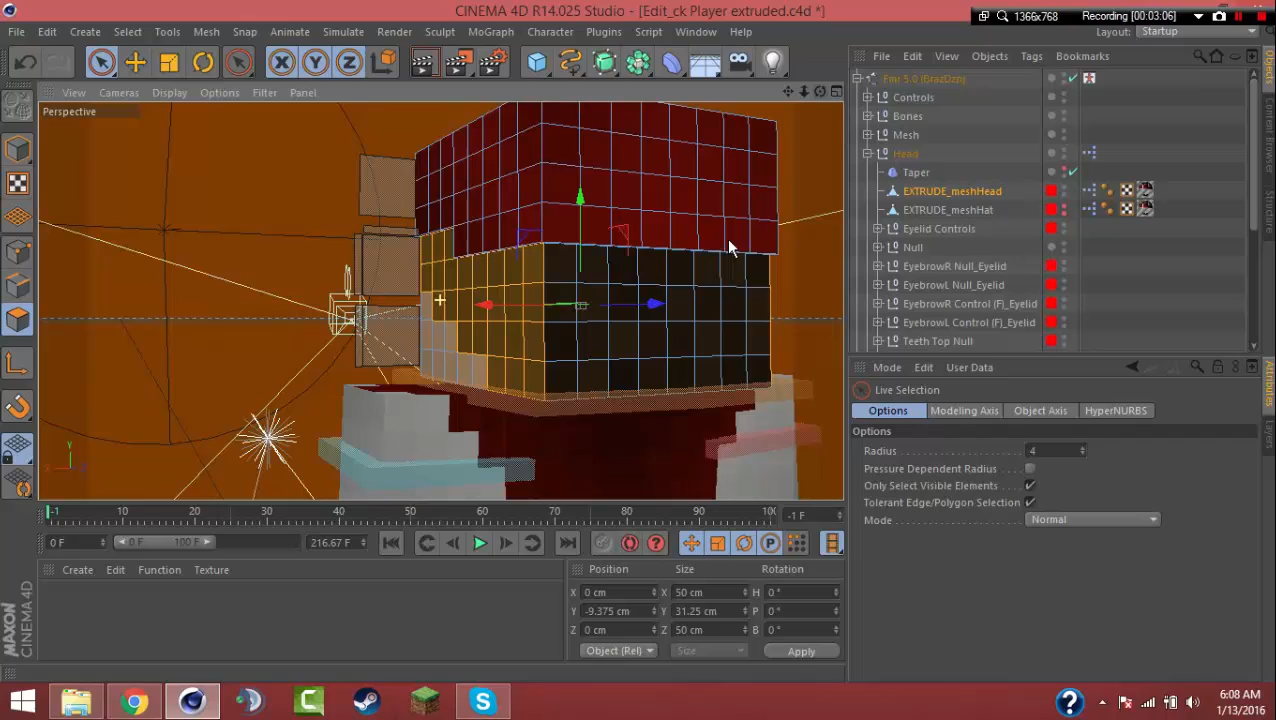 CINEMA 4D R14.025 Studio - [Edit_ck Player extruded.c4d *]
1366x768 Recording [00:03:06]
File Edit Create Select Tools Mesh Snap Animate Simulate Render Sculpt MoGraph Character Plugins Script Window Help
Layout: Startup
File Edit View Objects Tags Bookmarks
View Cameras Display Options Filter Panel
Perspective
Controls
Bones
Mesh
Head
Taper
EXTRUDE_meshHead
EXTRUDE_meshHat
Eyelid Controls
Null
EyebrowR Null_Eyelid
EyebrowL Null_Eyelid
EyebrowR Control (F)_Eyelid
EyebrowL Control (F)_Eyelid
Teeth Top Null
Objects
Content Browser
Attributes
Layers
Mode Edit User Data
Live Selection
Options Modeling Axis Object Axis HyperNURBS
Options
Radius 4
Pressure Dependent Radius
Only Select Visible Elements
Tolerant Edge/Polygon Selection
Mode Normal
-1 10 20 30 40 50 60 70 80 90 -1 F
0 F 0 F 100 F 216.67 F
Create Edit Function Texture
Position Size Rotation
X 0 cm X 50 cm H 0 °
Y -9.375 cm Y 31.25 cm P 0 °
Z 0 cm Z 50 cm B 0 °
Object (Rel) Size Apply
MAXON
CINEMA 4D
6:08 AM
1/13/2016